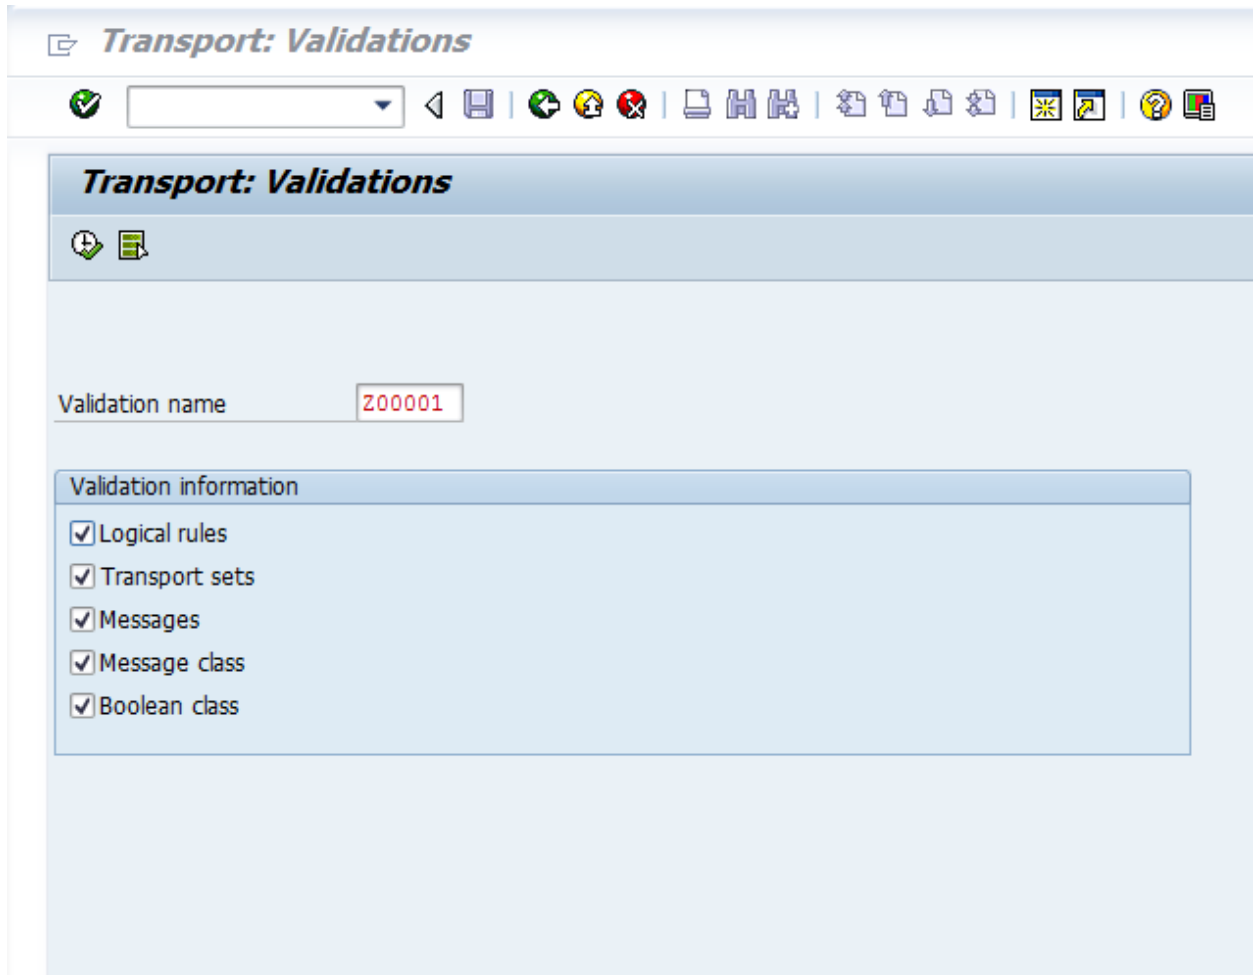 Transport: Validations
Transport: Validations
Validation name Z00001
Validation information
Logical rules
Transport sets
Messages
Message class
Boolean class